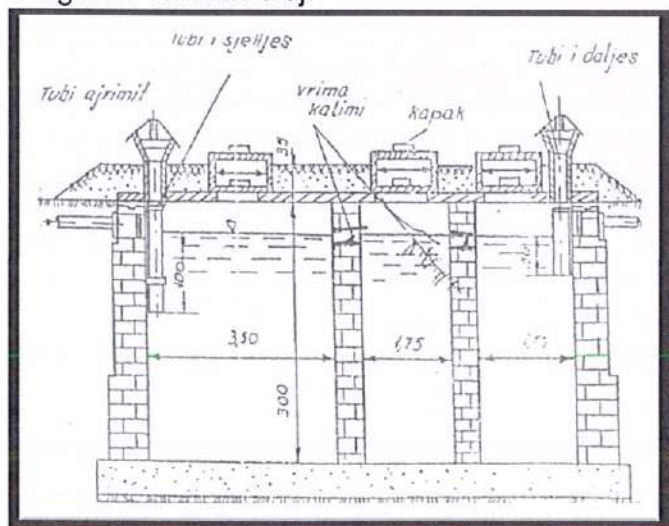 Tubi i sjelljes
Tubi i daljes
Tubi ajrimit
vrima
kalimi
kapak
35
100
3,50
1,75
300